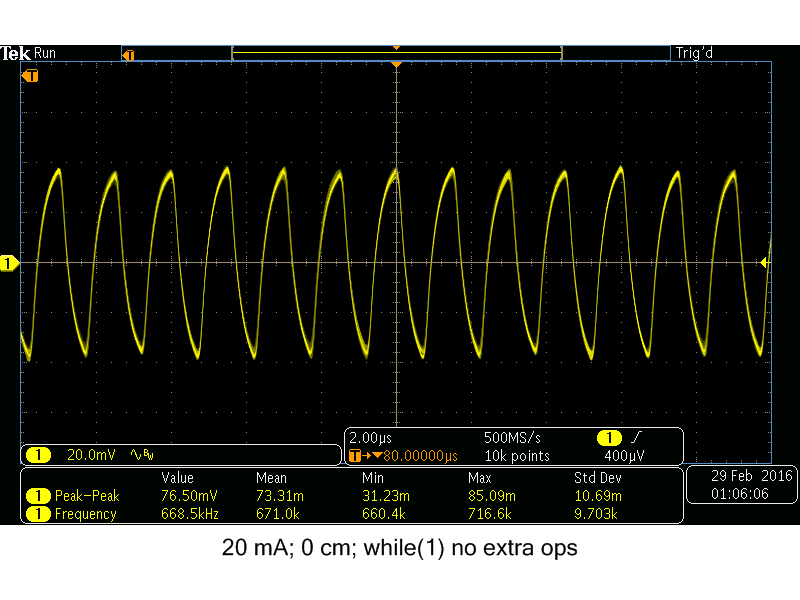 Tek Run T Trig'd
T
1
1 20.0mV BW
2.00µs 500MS/s 1
T→▼80.00000µs 10k points 400µV
Value Mean Min Max Std Dev
1 Peak-Peak 76.50mV 73.31m 31.23m 85.09m 10.69m
1 Frequency 668.5kHz 671.0k 660.4k 716.6k 9.703k
29 Feb 2016
01:06:06
20 mA; 0 cm; while(1) no extra ops